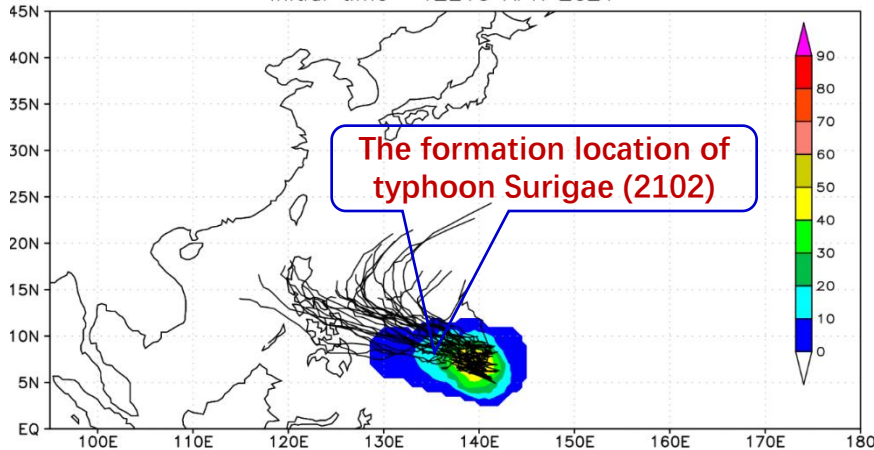 45N
40N
35N
30N
25N
20N
15N
10N
5N
EQ
The formation location of
typhoon Surigae (2102)
90
80
70
60
50
40
30
20
10
0
100E 110E 120E 130E 140E 150E 160E 170E 180